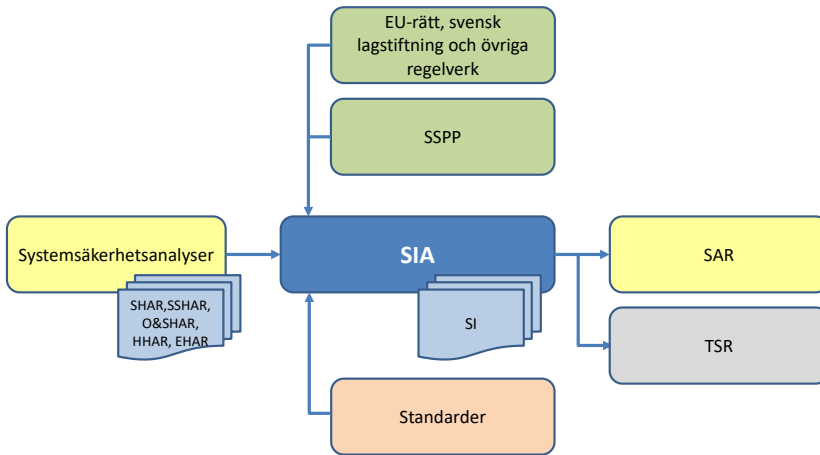 EU-rätt, svensk
lagstiftning och övriga
regelverk
SSPP
Systemsäkerhetsanalyser
SHAR,SSHAR,
O&SHAR,
HHAR, EHAR
SIA
SI
SAR
TSR
Standarder